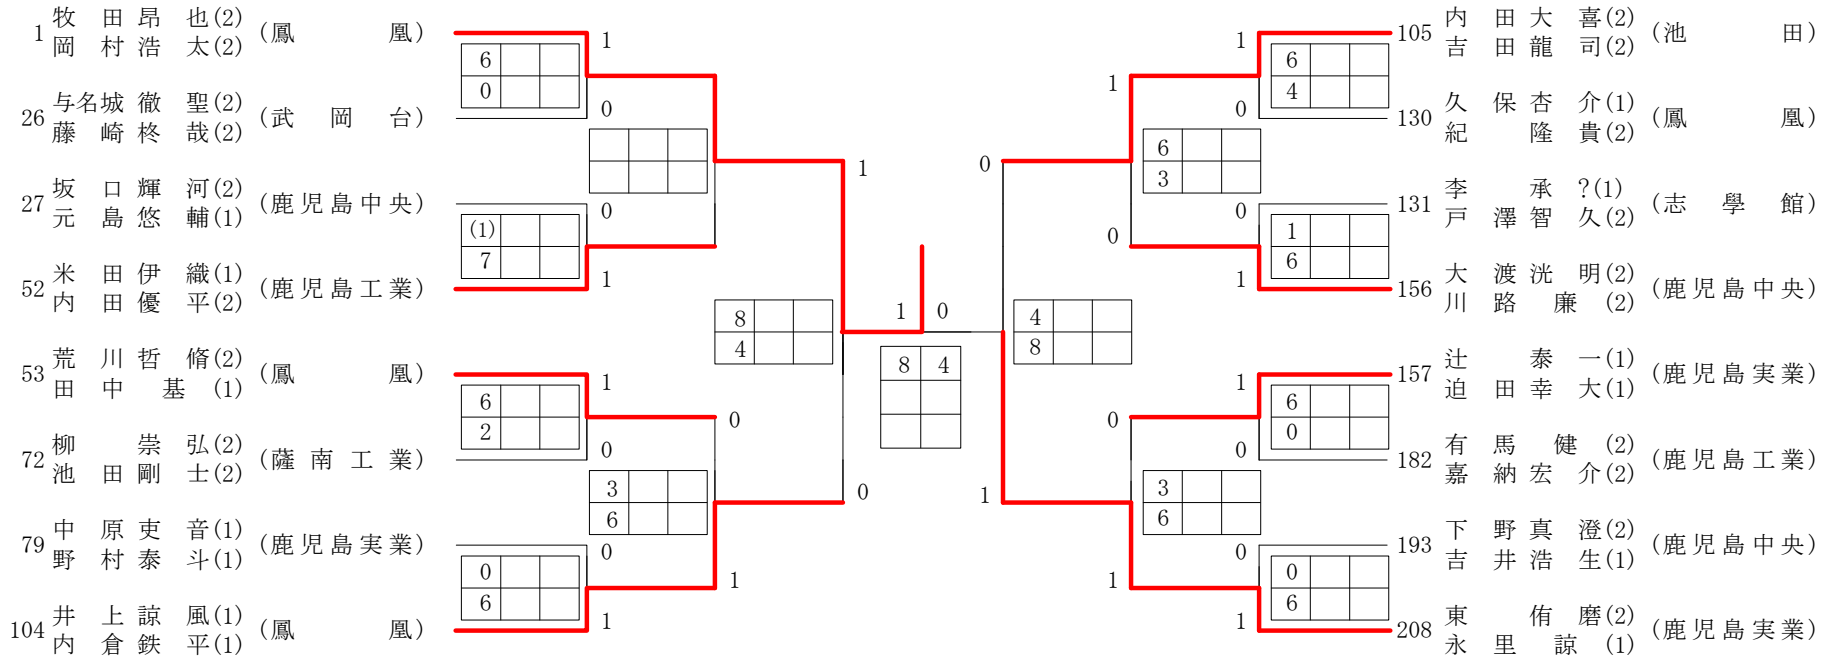 1 牧田昂也(2) (鳳凰)
岡村浩太(2)
26 与名城徹聖(2) (武岡台)
藤崎柊哉(2)
27 坂口輝河(2) (鹿児島中央)
元島悠輔(1)
52 米田伊織(1) (鹿児島工業)
内田優平(2)
53 荒川哲脩(2) (鳳凰)
田中基(1)
72 柳崇弘(2) (薩南工業)
池田剛士(2)
79 中原吏音(1) (鹿児島実業)
野村泰斗(1)
104 井上諒風(1) (鳳凰)
内倉鉄平(1)
1
6
0
0
0
(1)
7
1
1
6
2
0
0
0
6
1
1
8
4
0
3
6
1
0
1 0
8 4
0
4
8
1
1
6
3
0
0
3
6
1
1
6
4
0
0
1
6
1
1
6
0
0
0
0
6
1
105 内田大喜(2) (池田)
吉田龍司(2)
130 久保杏介(1) (鳳凰)
紀隆貴(2)
131 李承?(1) (志學館)
戸澤智久(2)
156 大渡洸明(2) (鹿児島中央)
川路廉(2)
157 辻泰一(1) (鹿児島実業)
迫田幸大(1)
182 有馬健(2) (鹿児島工業)
嘉納宏介(2)
193 下野真澄(2) (鹿児島中央)
吉井浩生(1)
208 東侑磨(2) (鹿児島実業)
永里諒(1)